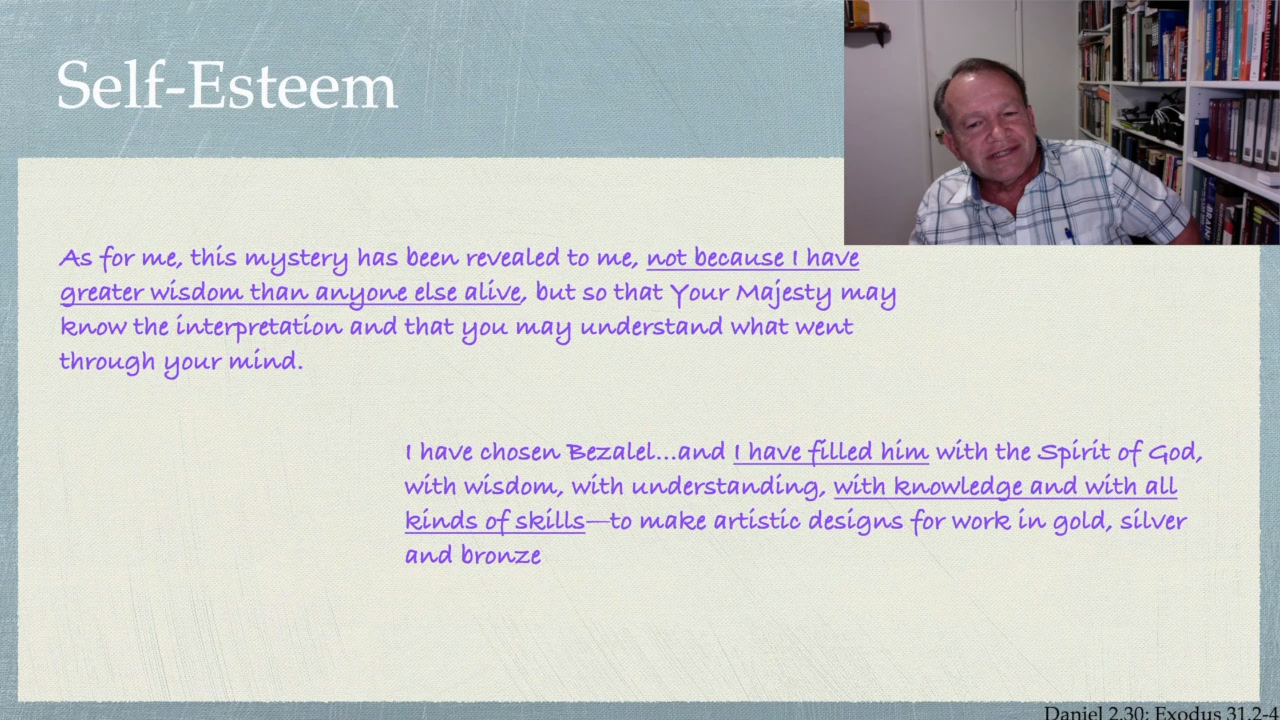 Self-Esteem
As for me, this mystery has been revealed to me, not because I have
greater wisdom than anyone else alive, but so that Your Majesty may
know the interpretation and that you may understand what went
through your mind.
I have chosen Bezalel...and I have filled him with the Spirit of God,
with wisdom, with understanding, with knowledge and with all
kinds of skills—to make artistic designs for work in gold, silver
and bronze
Daniel 2.30; Exodus 31.2-4